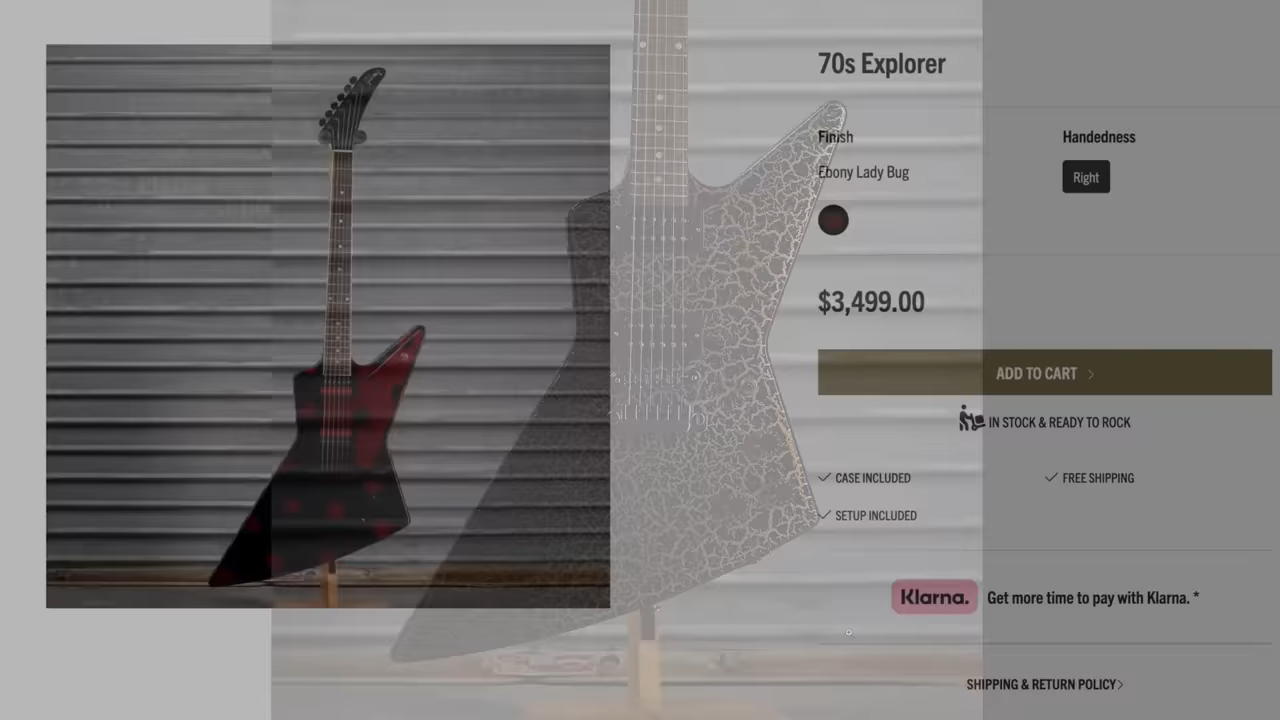 70s Explorer
Finish
Handedness
Ebony Lady Bug
Right
$3,499.00
ADD TO CART
IN STOCK & READY TO ROCK
CASE INCLUDED
FREE SHIPPING
SETUP INCLUDED
Klarna. Get more time to pay with Klarna. *
SHIPPING & RETURN POLICY